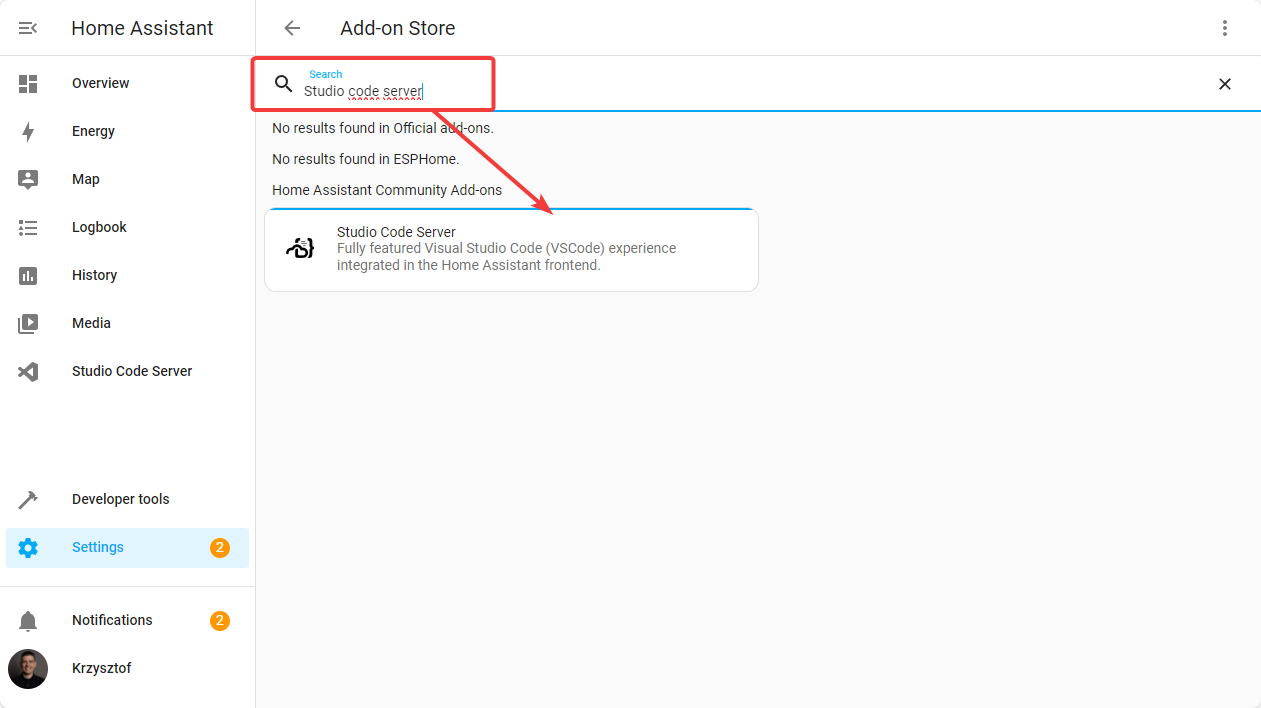 Home Assistant
Add-on Store
Overview
Energy
Map
Logbook
History
Media
Studio Code Server
Developer tools
Settings
2
Notifications
2
Krzysztof
Search
Studio code server
No results found in Official add-ons.
No results found in ESPHome.
Home Assistant Community Add-ons
Studio Code Server
Fully featured Visual Studio Code (VSCode) experience
integrated in the Home Assistant frontend.